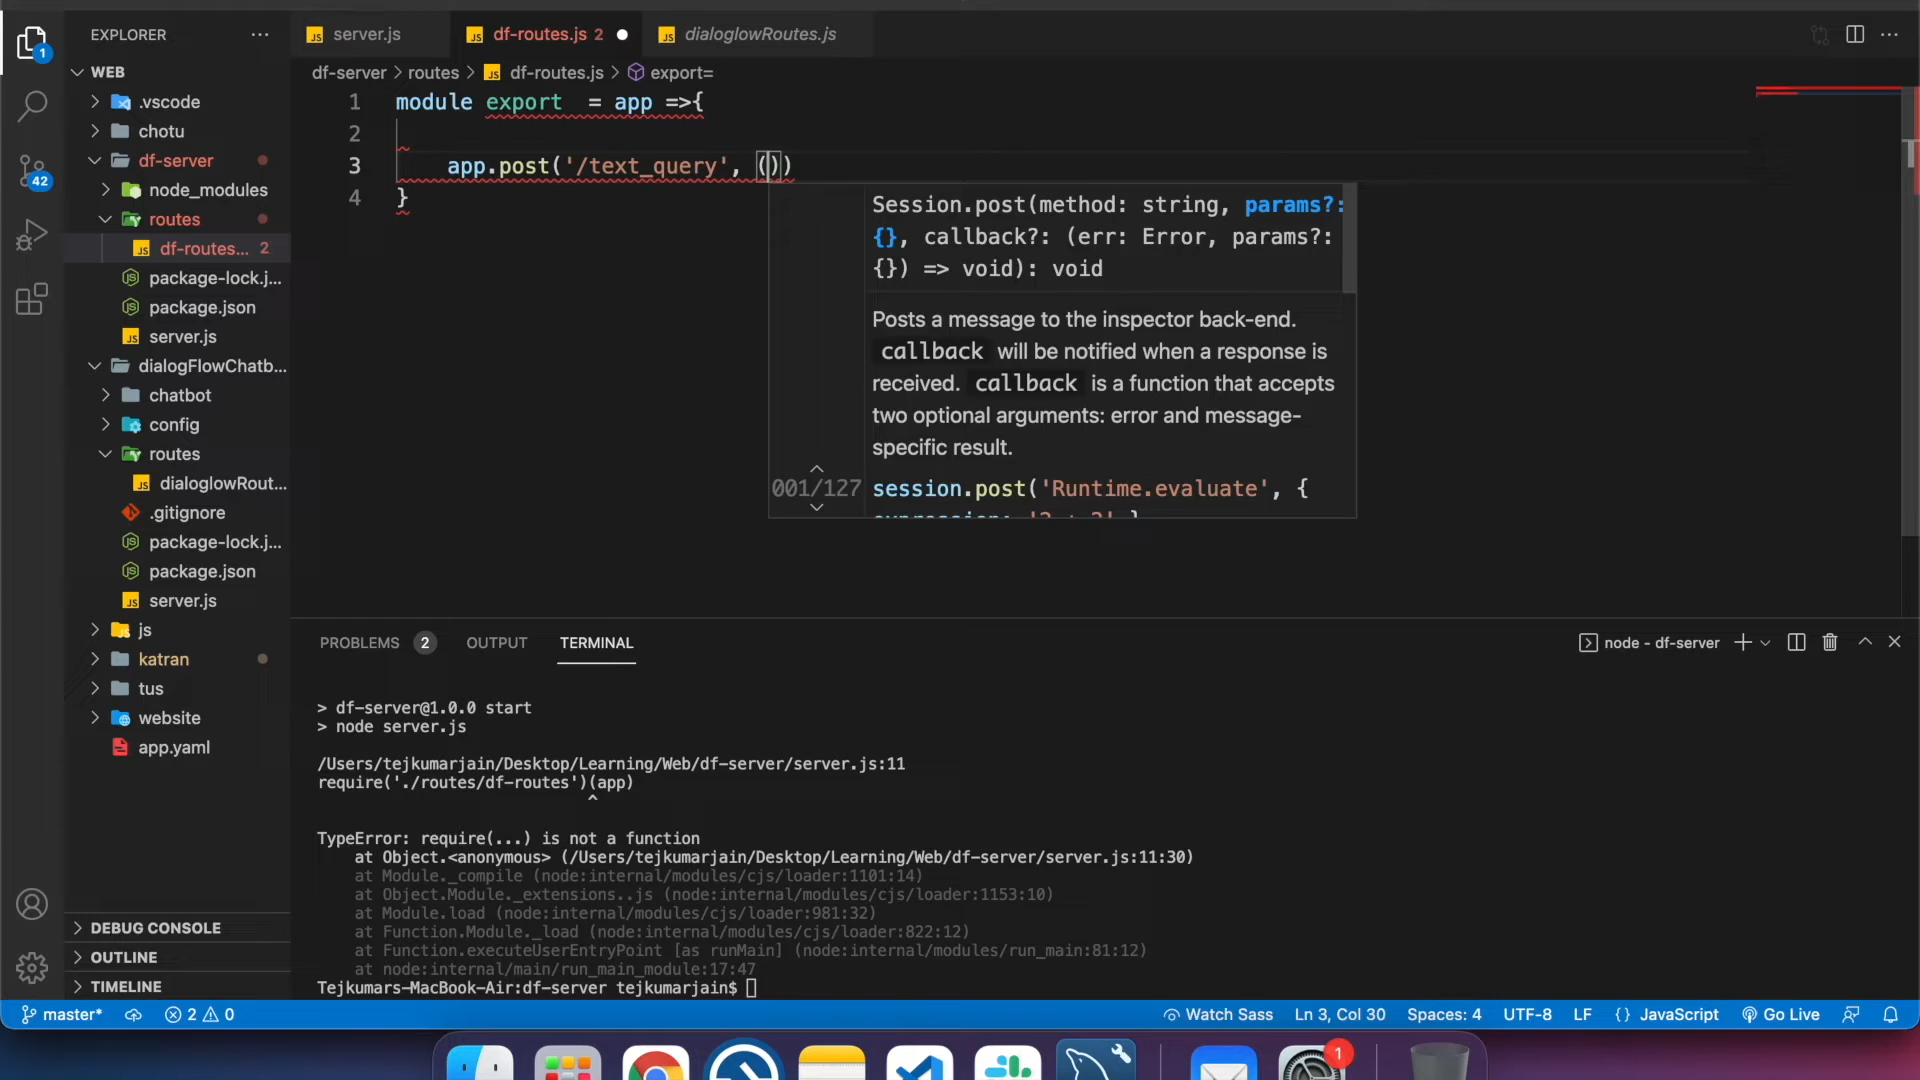 EXPLORER
WEB
.vscode
chotu
df-server
node_modules
routes
df-routes... 2
package-lock.j...
package.json
server.js
dialogFlowChatb...
chatbot
config
routes
dialoglowRout...
.gitignore
package-lock.j...
package.json
server.js
js
katran
tus
website
app.yaml
DEBUG CONSOLE
OUTLINE
TIMELINE
1
42
server.js
df-routes.js 2
dialoglowRoutes.js
df-server > routes > df-routes.js > export=
1 module export  = app =>{
2
3     app.post('/text_query', ())
4 }
Session.post(method: string, params?:
{}, callback?: (err: Error, params?:
{}) => void): void
Posts a message to the inspector back-end.
callback will be notified when a response is
received. callback is a function that accepts
two optional arguments: error and message-
specific result.
001/127
session.post('Runtime.evaluate', {
PROBLEMS 2 OUTPUT TERMINAL
node - df-server
> df-server@1.0.0 start
> node server.js
/Users/tejkumarjain/Desktop/Learning/Web/df-server/server.js:11
require('./routes/df-routes')(app)
^
TypeError: require(...) is not a function
at Object.<anonymous> (/Users/tejkumarjain/Desktop/Learning/Web/df-server/server.js:11:30)
at Module._compile (node:internal/modules/cjs/loader:1101:14)
at Object.Module._extensions..js (node:internal/modules/cjs/loader:1153:10)
at Module.load (node:internal/modules/cjs/loader:981:32)
at Function.Module._load (node:internal/modules/cjs/loader:822:12)
at Function.executeUserEntryPoint [as runMain] (node:internal/modules/run_main:81:12)
at node:internal/main/run_main_module:17:47
Tejkumars-MacBook-Air:df-server tejkumarjain$
master* 2 0 Watch Sass Ln 3, Col 30 Spaces: 4 UTF-8 LF {} JavaScript Go Live
1